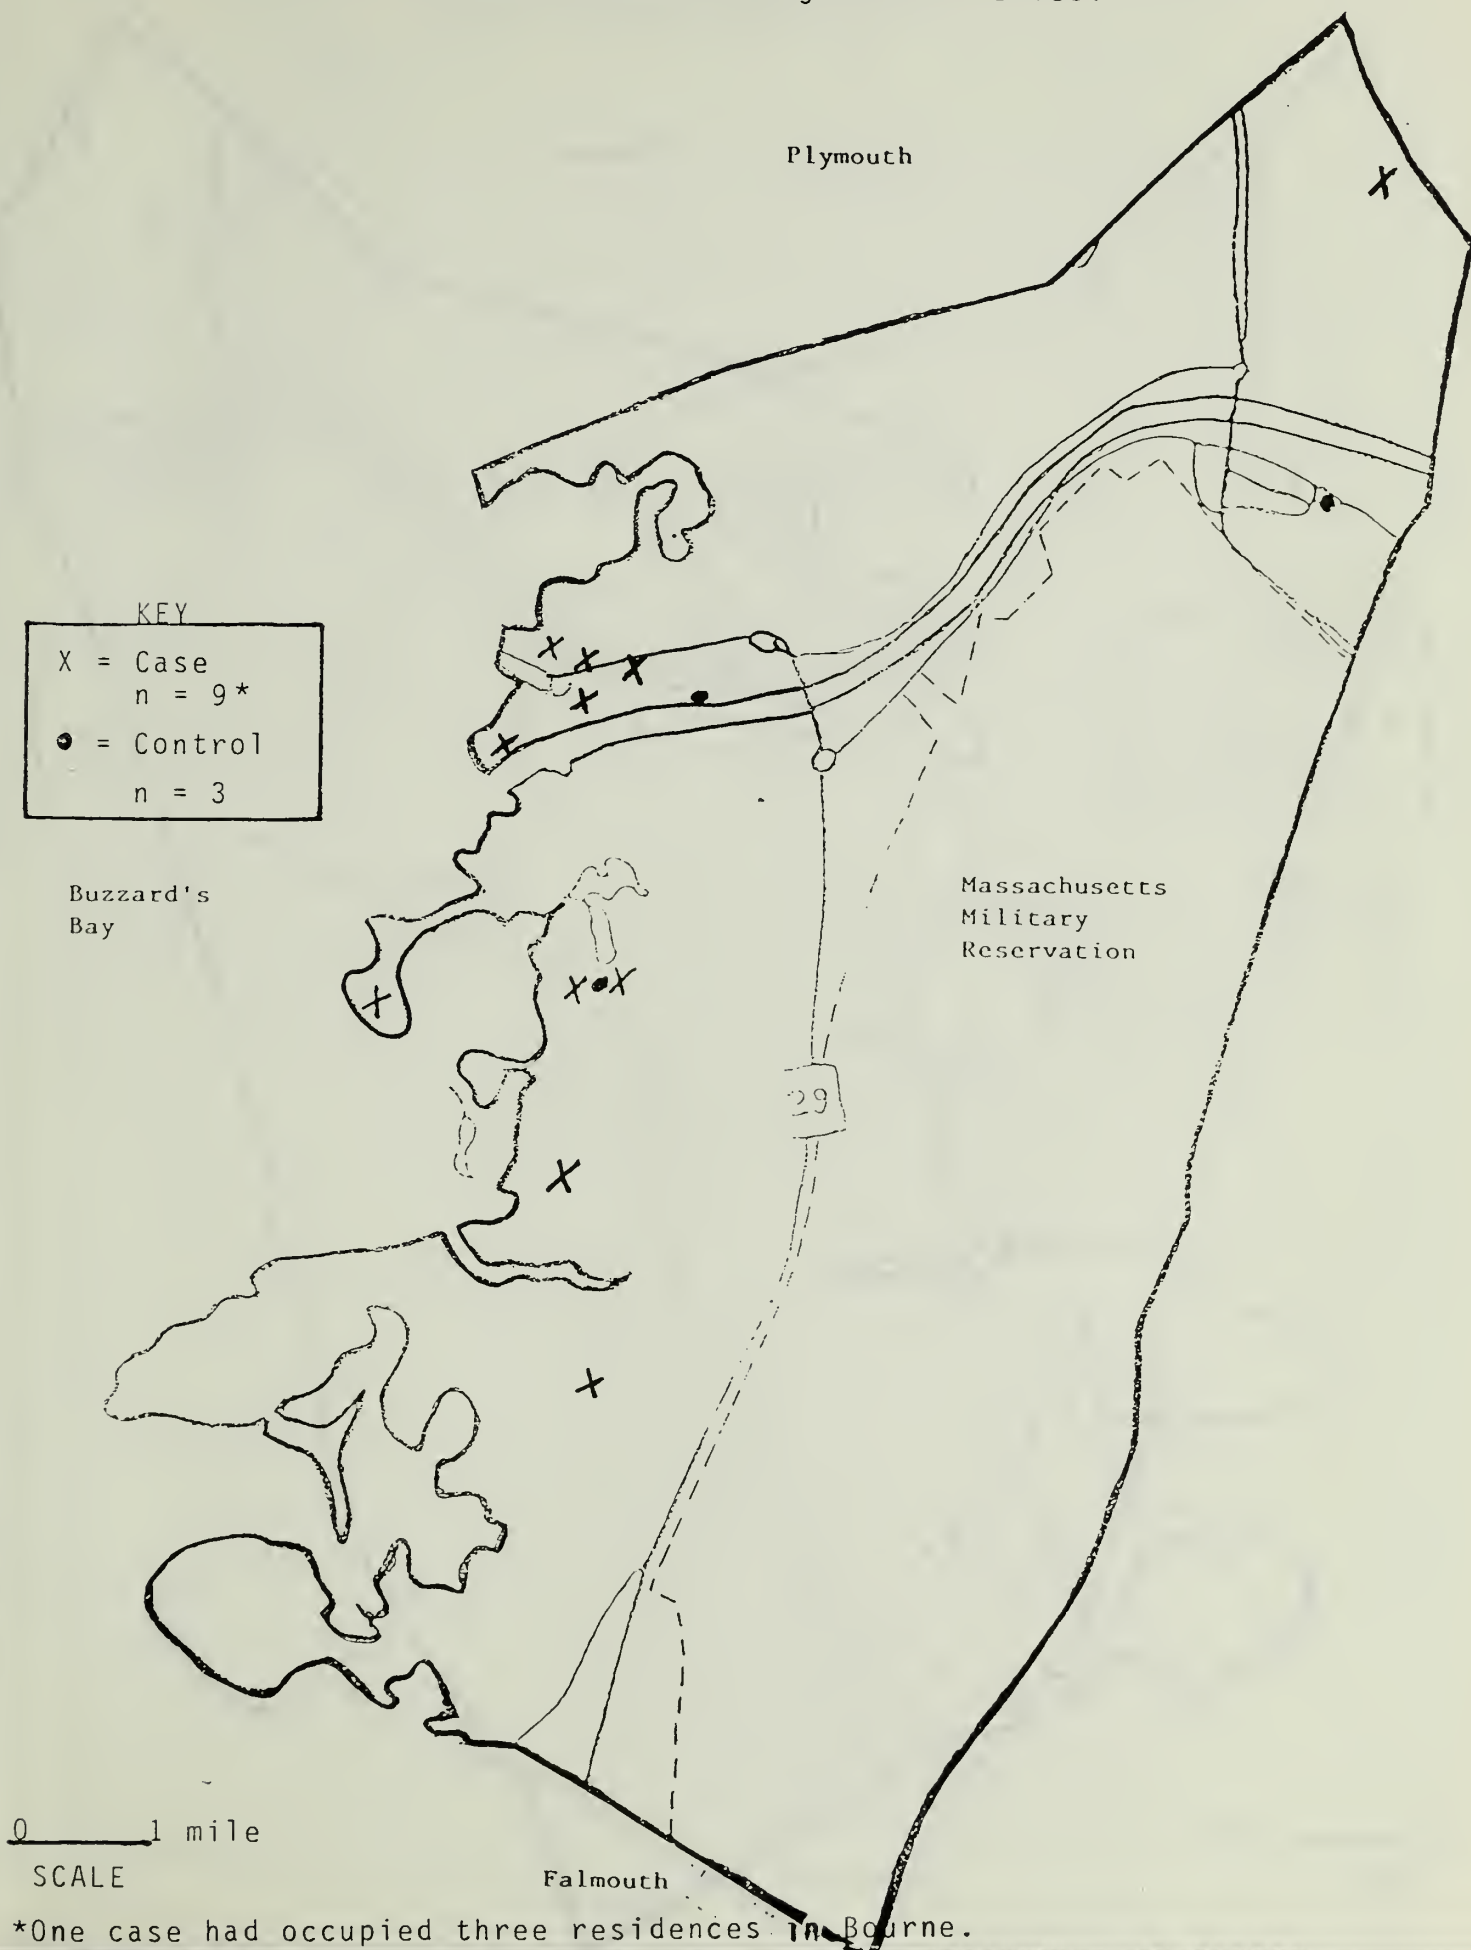 Plymouth
KEY
X = Case
n = 9*
● = Control
n = 3
Buzzard's
Bay
Massachusetts
Military
Reservation
29
0 1 mile
SCALE
Falmouth
*One case had occupied three residences in Bourne.